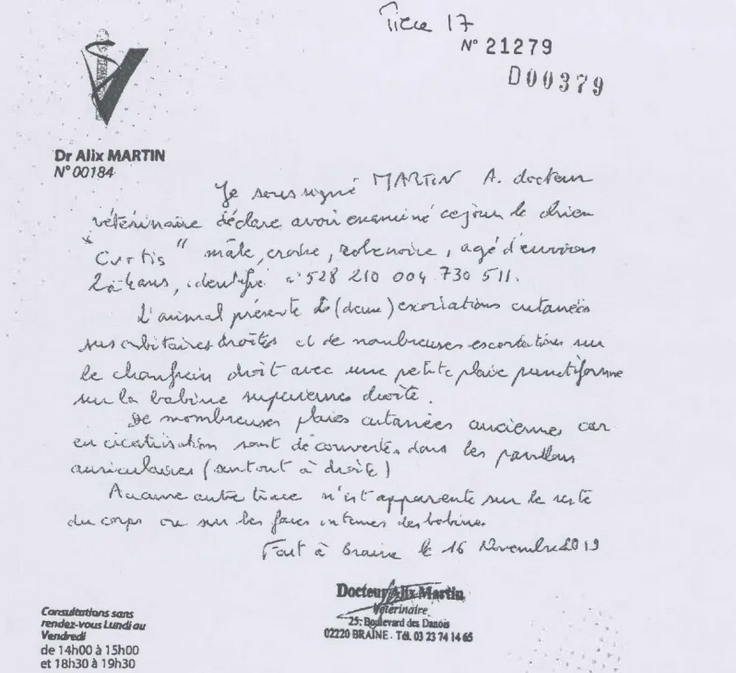 Pièce 17
N° 21279
D00379
Dr Alix MARTIN
N° 00184
Je soussigné MARTIN A. docteur
vétérinaire déclare avoir examiné ce jour le chien
"Curtis" mâle, croisé, robe noire, agé d'environ
2 à 4 ans, identifié n° 528 210 004 730 511.
L'animal présente 2 (deux) excoriations cutanées
sus orbitaires droites et de nombreuses excoriations sur
le chanfrein droit avec une petite plaie punctiforme
sur la babine supérieure droite.
De nombreuses plaies cutanées ancienne car
en cicatrisation sont découvertes dans les pavillons
auriculaires (surtout à droite)
Aucune autre trace n'est apparente sur le reste
du corps ou sur les faces internes des babines
Fait à Braine le 16 Novembre 2019
Docteur Alix Martin
Vétérinaire
25, Boulevard des Danois
02220 BRAINE - Tél. 03 23 74 14 65
Consultations sans
rendez-vous Lundi au
Vendredi
de 14h00 à 15h00
et 18h30 à 19h30